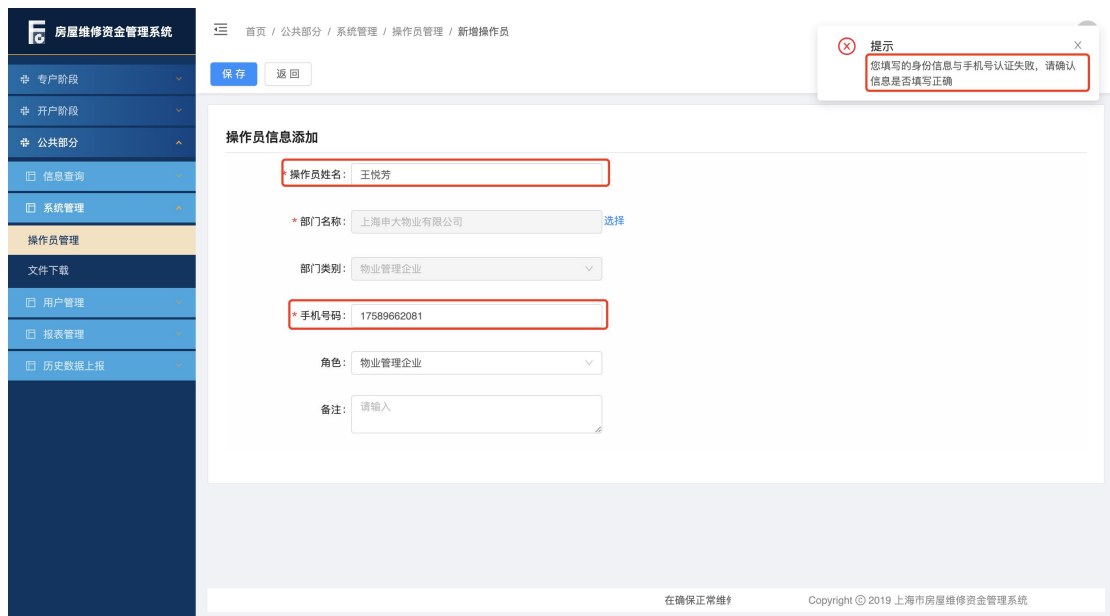 房屋维修资金管理系统
首页 / 公共部分 / 系统管理 / 操作员管理 / 新增操作员
提示
您填写的身份信息与手机号认证失败，请确认
信息是否填写正确
保存
返回
专户阶段
开户阶段
公共部分
信息查询
系统管理
操作员管理
文件下载
用户管理
报表管理
历史数据上报
操作员信息添加
* 操作员姓名: 王悦芳
* 部门名称: 上海申大物业有限公司 选择
部门类别: 物业管理企业
* 手机号码: 17589662081
角色: 物业管理企业
备注: 请输入
在确保正常维
Copyright © 2019 上海市房屋维修资金管理系统